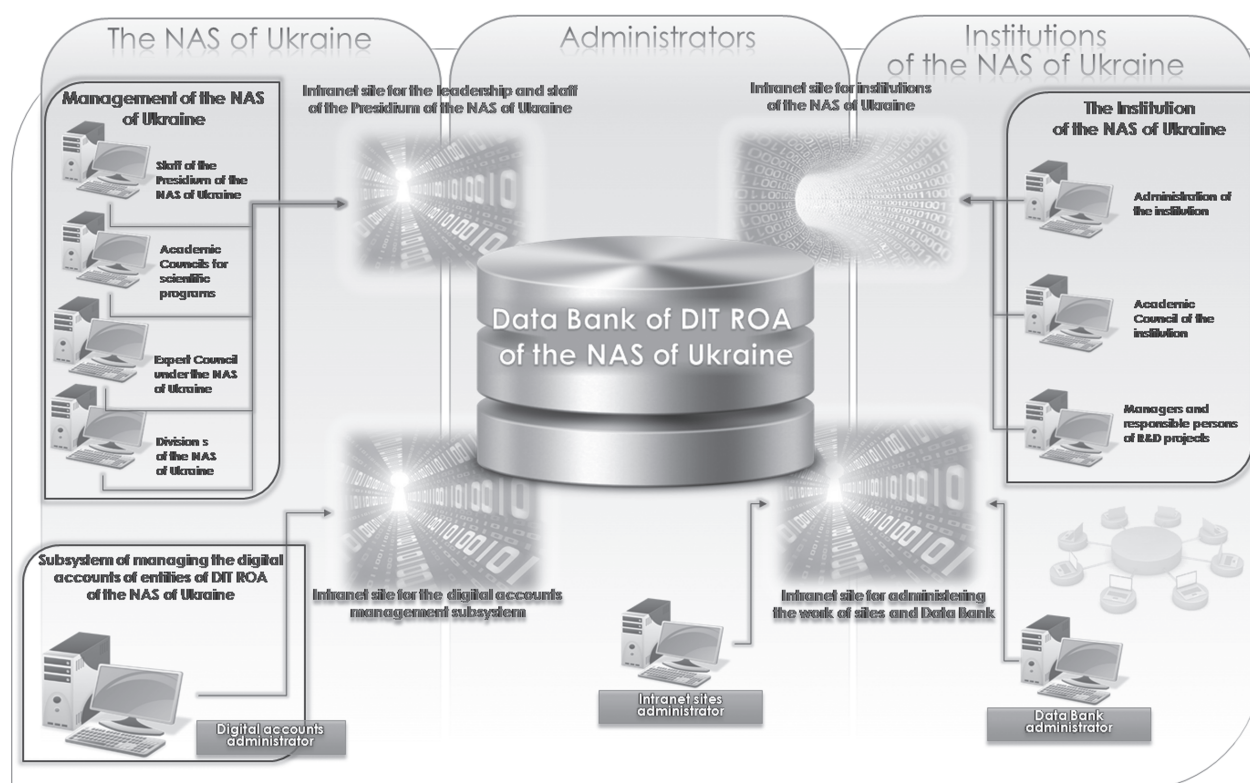 The NAS of Ukraine
Administrators
Institutions
of the NAS of Ukraine
Management of the NAS
of Ukraine
Staff of the
Presidium of the
NAS of Ukraine
Academic
Councils for
scientific
programs
Expert Council
under the NAS
of Ukraine
Division s
of the NAS
of Ukraine
Intranet site for the leadership and staff
of the Presidium of the NAS of Ukraine
Intranet site for institutions
of the NAS of Ukraine
The Institution
of the NAS of Ukraine
Administration of
the institution
Academic
Council of the
institution
Managers and
responsible persons
of R&D projects
Data Bank of DIT ROA
of the NAS of Ukraine
Subsystem of managing the digital
accounts of entities of DIT ROA
of the NAS of Ukraine
Digital accounts
administrator
Intranet site for the digital accounts
management subsystem
Intranet site for administering
the work of sites and Data Bank
Intranet sites
administrator
Data Bank
administrator